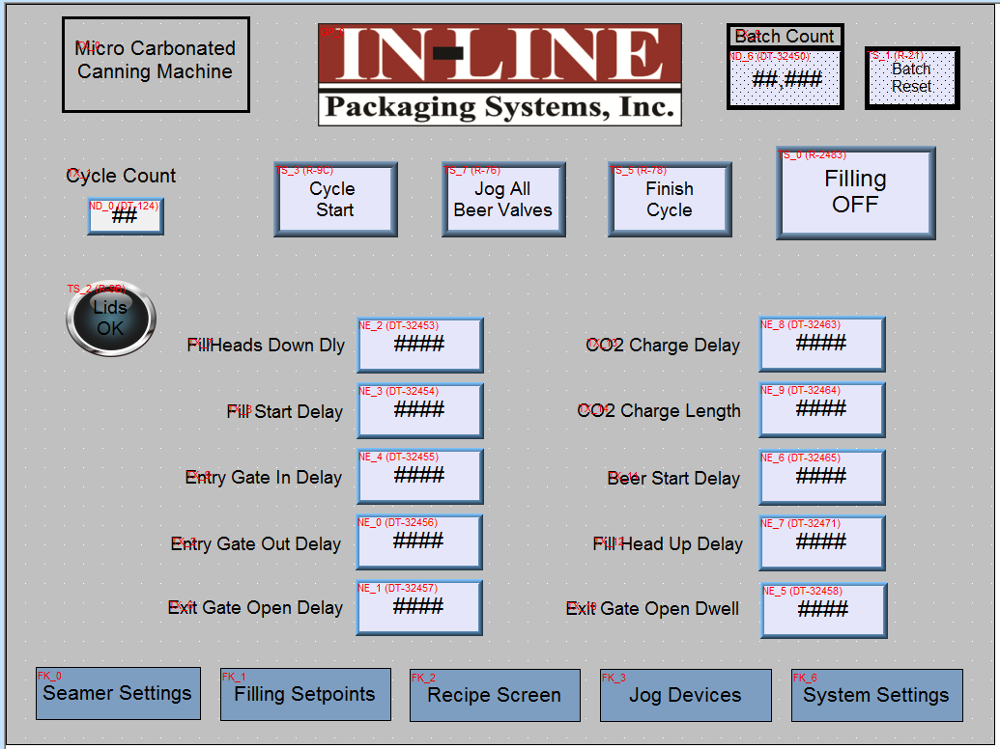 Micro Carbonated
Canning Machine
IN-LINE
Packaging Systems, Inc.
Batch Count
ND_6 (DT-32450)
##,###
TS_1 (R-21)
Batch
Reset
Cycle Count
ND_0 (DT-124)
##
TS_3 (R-9C)
Cycle
Start
TS_7 (R-76)
Jog All
Beer Valves
TS_5 (R-78)
Finish
Cycle
TS_0 (R-2483)
Filling
OFF
TS_2 (R-9B)
Lids
OK
FillHeads Down Dly
NE_2 (DT-32453)
####
CO2 Charge Delay
NE_8 (DT-32463)
####
Fill Start Delay
NE_3 (DT-32454)
####
CO2 Charge Length
NE_9 (DT-32464)
####
Entry Gate In Delay
NE_4 (DT-32455)
####
Beer Start Delay
NE_6 (DT-32465)
####
Entry Gate Out Delay
NE_0 (DT-32456)
####
Fill Head Up Delay
NE_7 (DT-32471)
####
Exit Gate Open Delay
NE_1 (DT-32457)
####
Exit Gate Open Dwell
NE_5 (DT-32458)
####
FK_0
Seamer Settings
FK_1
Filling Setpoints
FK_2
Recipe Screen
FK_3
Jog Devices
FK_6
System Settings